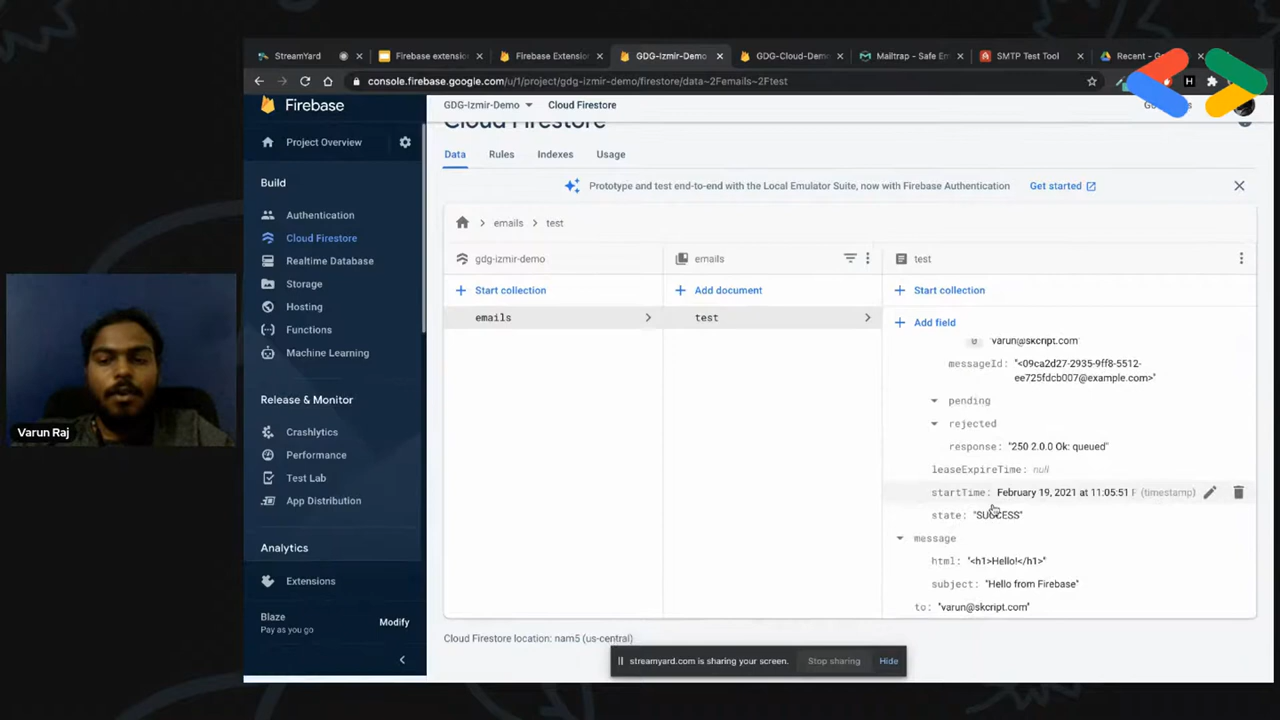 StreamYard
Firebase extension
Firebase Extension
GDG-Izmir-Demo
GDG-Cloud-Demo
Mailtrap - Safe Em
SMTP Test Tool
Recent - G
console.firebase.google.com/u/1/project/gdg-izmir-demo/firestore/data~2Femails~2Ftest
H
Firebase
GDG-Izmir-Demo
Cloud Firestore
Project Overview
Cloud Firestore
Data
Rules
Indexes
Usage
Build
Prototype and test end-to-end with the Local Emulator Suite, now with Firebase Authentication
Get started
Authentication
Cloud Firestore
Realtime Database
Storage
Hosting
Functions
Machine Learning
emails
test
gdg-izmir-demo
emails
test
Start collection
Add document
Start collection
emails
test
Add field
0 "varun@skcript.com"
messageId: "<09ca2d27-2935-9ff8-5512-
ee725fdcb007@example.com>"
pending
rejected
response: "250 2.0.0 Ok: queued"
leaseExpireTime: null
startTime: February 19, 2021 at 11:05:51 (timestamp)
state: "SUCCESS"
message
html: "<h1>Hello!</h1>"
subject: "Hello from Firebase"
to: "varun@skcript.com"
Release & Monitor
Crashlytics
Performance
Test Lab
App Distribution
Analytics
Extensions
Blaze
Pay as you go
Modify
Cloud Firestore location: nam5 (us-central)
streamyard.com is sharing your screen.
Stop sharing
Hide
Varun Raj